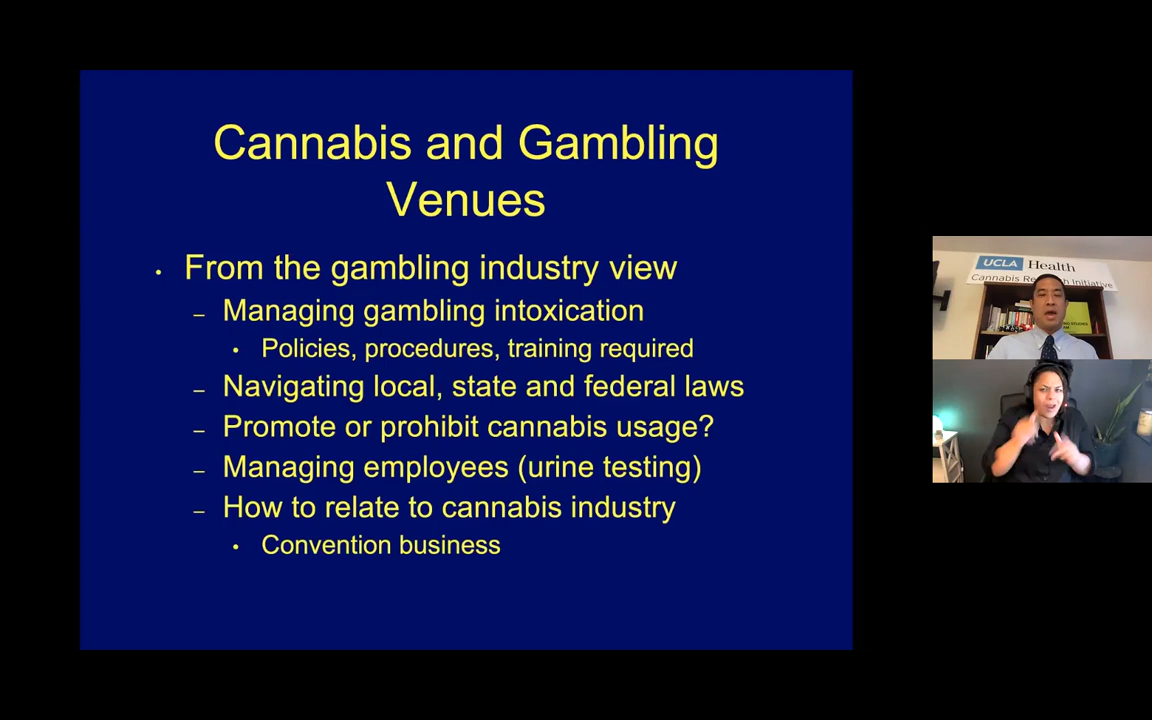 Cannabis and Gambling
Venues
• From the gambling industry view
– Managing gambling intoxication
• Policies, procedures, training required
– Navigating local, state and federal laws
– Promote or prohibit cannabis usage?
– Managing employees (urine testing)
– How to relate to cannabis industry
• Convention business
UCLA Health
Cannabis Initiative